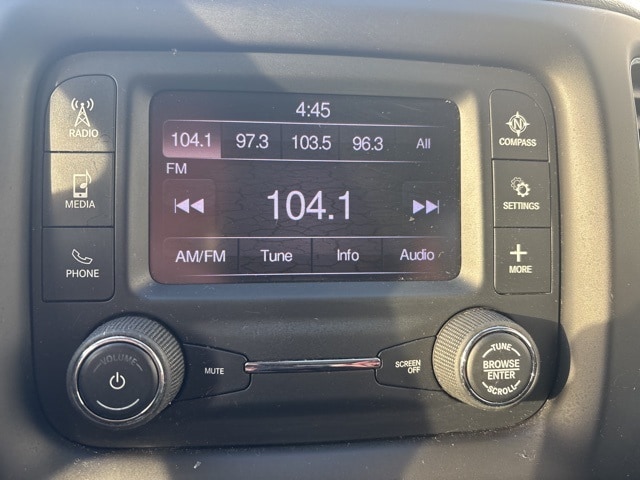 4:45
104.1 97.3 103.5 96.3 All
FM
104.1
AM/FM Tune Info Audio
RADIO
MEDIA
PHONE
COMPASS
SETTINGS
MORE
VOLUME
MUTE
SCREEN
OFF
TUNE
BROWSE
ENTER
SCROLL